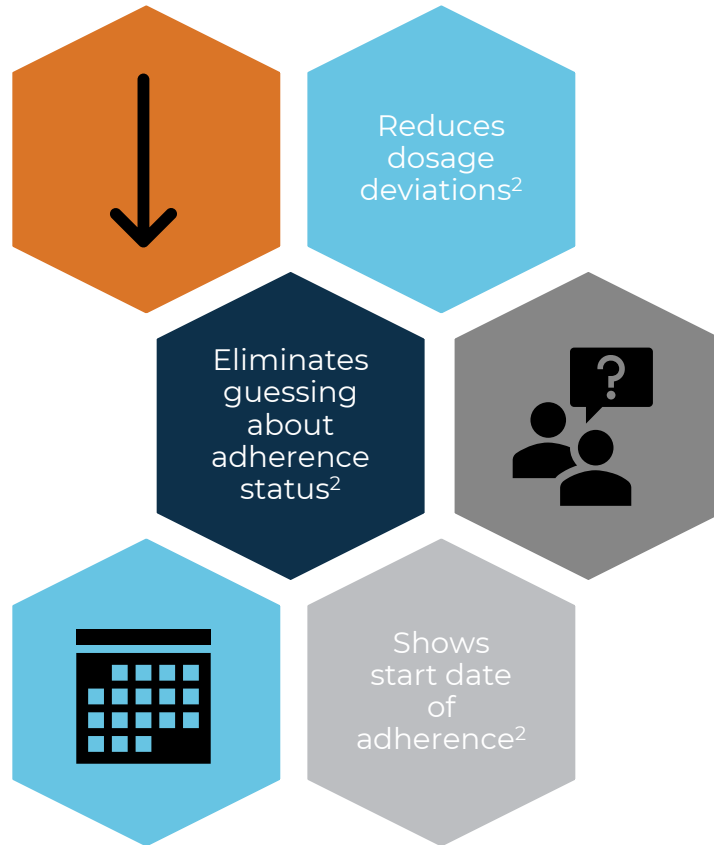 Reduces
dosage
deviations²
Eliminates
guessing
about
adherence
status²
?
Shows
start date
of
adherence²